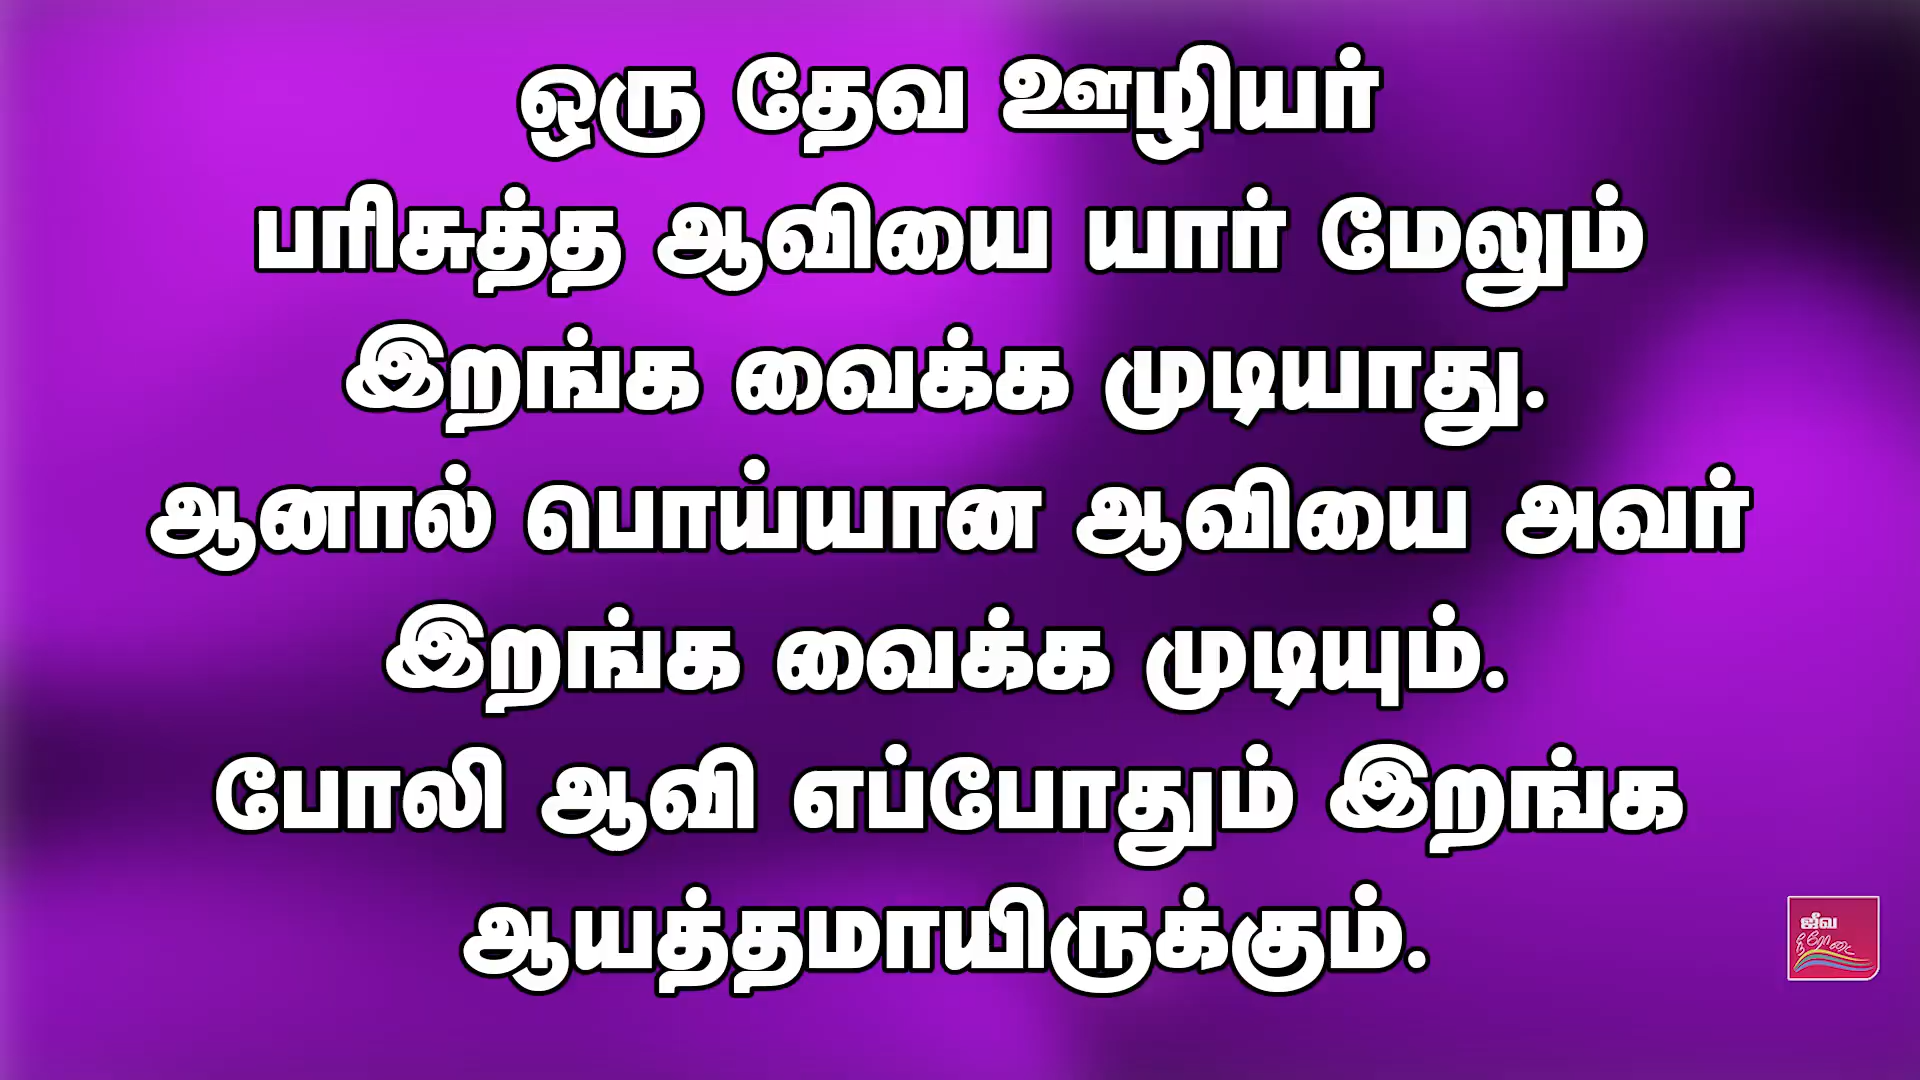 ஒரு தேவ ஊழியர்
பரிசுத்த ஆவியை யார் மேலும்
இறங்க வைக்க முடியாது.
ஆனால் பொய்யான ஆவியை அவர்
இறங்க வைக்க முடியும்.
போலி ஆவி எப்போதும் இறங்க
ஆயத்தமாயிருக்கும்.
ஜீவ
நீரோடை